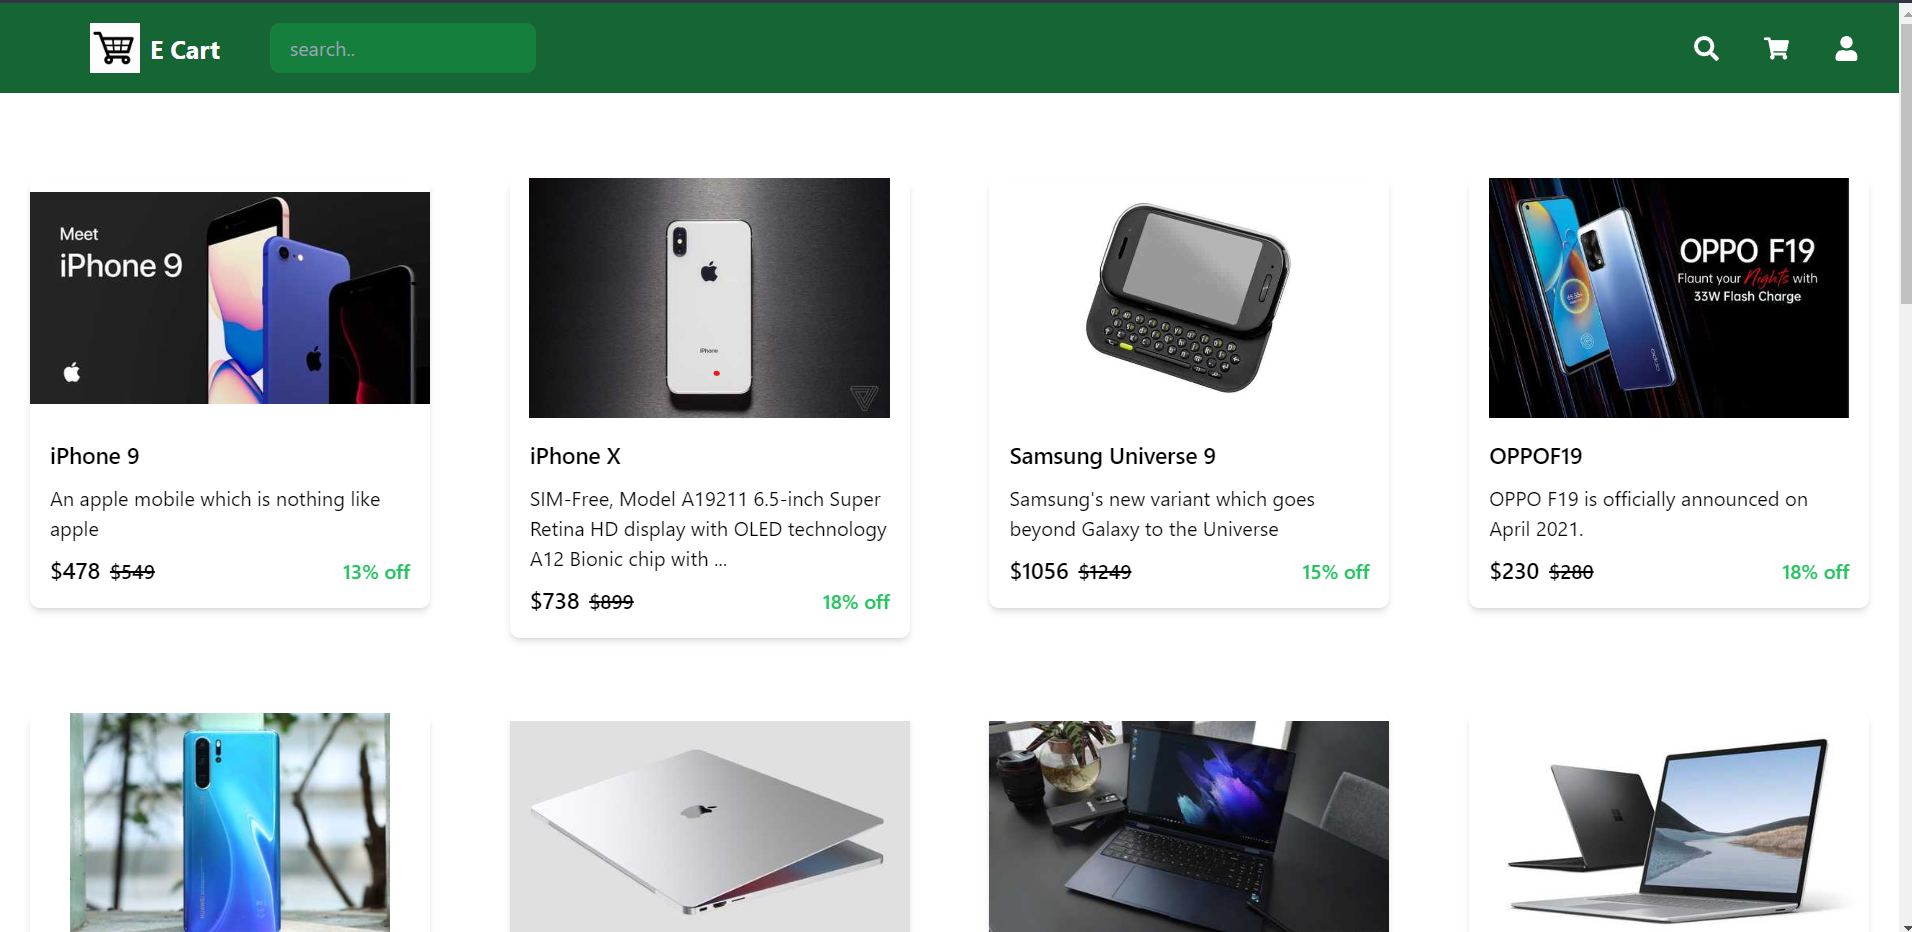 E Cart
search..
Meet
iPhone 9
iPhone
OPPO F19
Flaunt your Nights with
33W Flash Charge
iPhone 9
An apple mobile which is nothing like
apple
$478 $549 13% off
iPhone X
SIM-Free, Model A19211 6.5-inch Super
Retina HD display with OLED technology
A12 Bionic chip with ...
$738 $899 18% off
Samsung Universe 9
Samsung's new variant which goes
beyond Galaxy to the Universe
$1056 $1249 15% off
OPPOF19
OPPO F19 is officially announced on
April 2021.
$230 $280 18% off